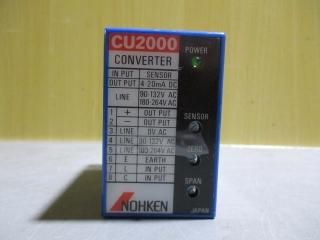 CU2000
CONVERTER
POWER
IN PUT SENSOR
OUT PUT 4-20mA DC
LINE 90-132V AC
180-264V AC
1 + OUT PUT
2 − OUT PUT
3 LINE 0V AC
4 LINE 90-132V AC
5 LINE 180-264V AC
6 E EARTH
7 L IN PUT
8 C IN PUT
SENSOR
ZERO
SPAN
NOHKEN
JAPAN